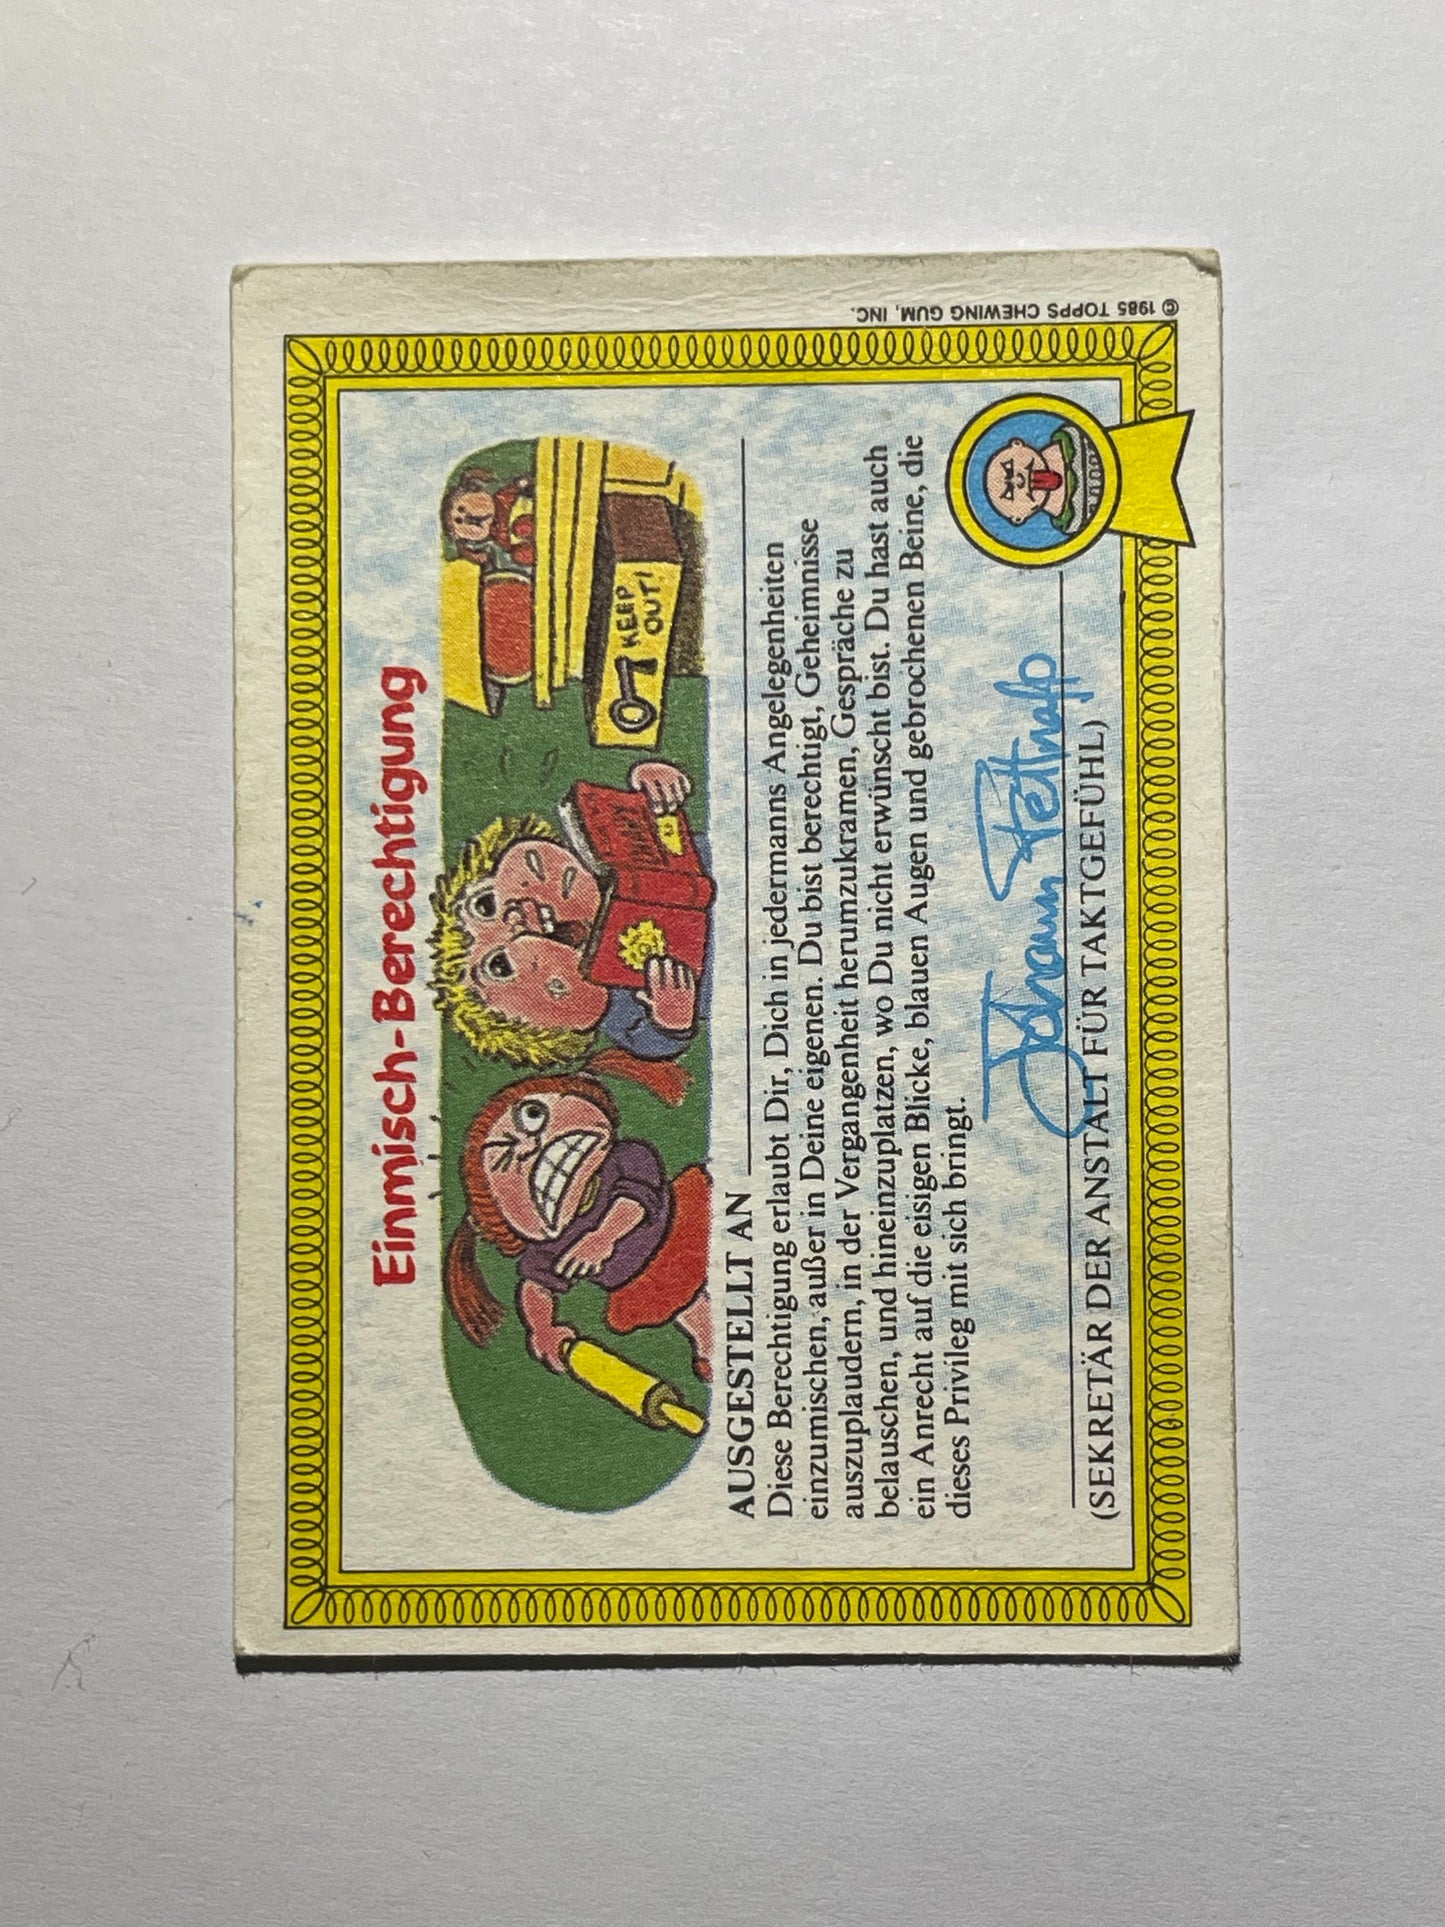 Einmisch-Berechtigung
KEEP
OUT!
DIARY
AUSGESTELLT AN
Diese Berechtigung erlaubt Dir, Dich in jedermanns Angelegenheiten
einzumischen, außer in Deine eigenen. Du bist berechtigt, Geheimnisse
auszuplaudern, in der Vergangenheit herumzukramen, Gespräche zu
belauschen, und hineinzuplatzen, wo Du nicht erwünscht bist. Du hast auch
ein Anrecht auf die eisigen Blicke, blauen Augen und gebrochenen Beine, die
dieses Privileg mit sich bringt.
Johann Fettnapf
(SEKRETÄR DER ANSTALT FÜR TAKTGEFÜHL)
© 1985 TOPPS CHEWING GUM, INC.